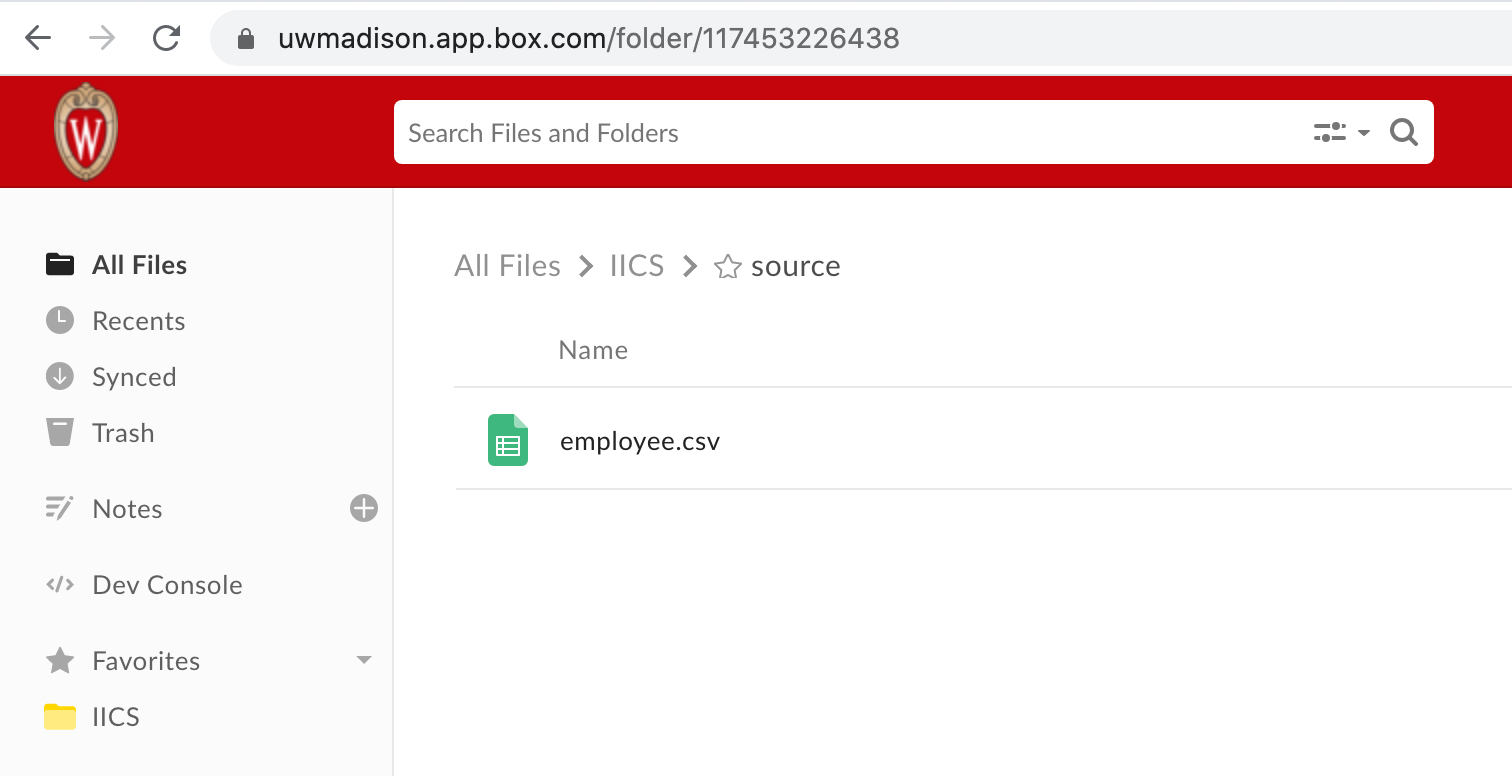 uwmadison.app.box.com/folder/117453226438
W
Search Files and Folders
All Files
Recents
Synced
Trash
Notes
Dev Console
Favorites
IICS
All Files > IICS > source
Name
employee.csv